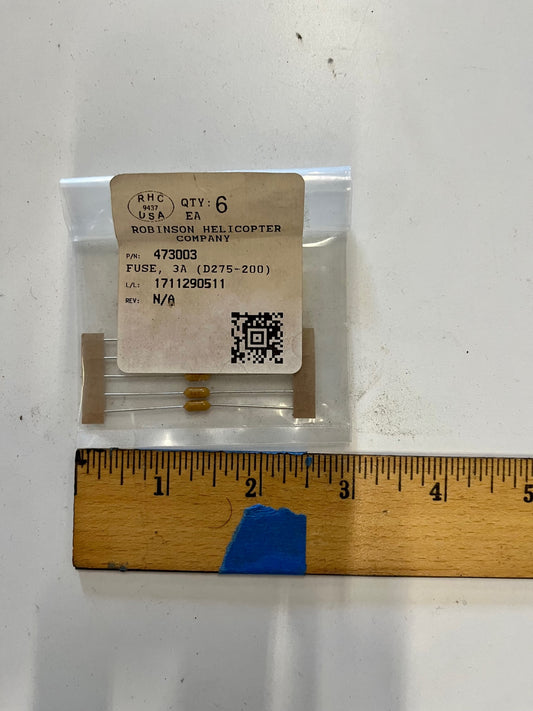 RHC
9437
USA
QTY: 6
EA
ROBINSON HELICOPTER
COMPANY
P/N: 473003
FUSE, 3A (D275-200)
L/L: 1711290511
REV: N/A
1 2 3 4 5